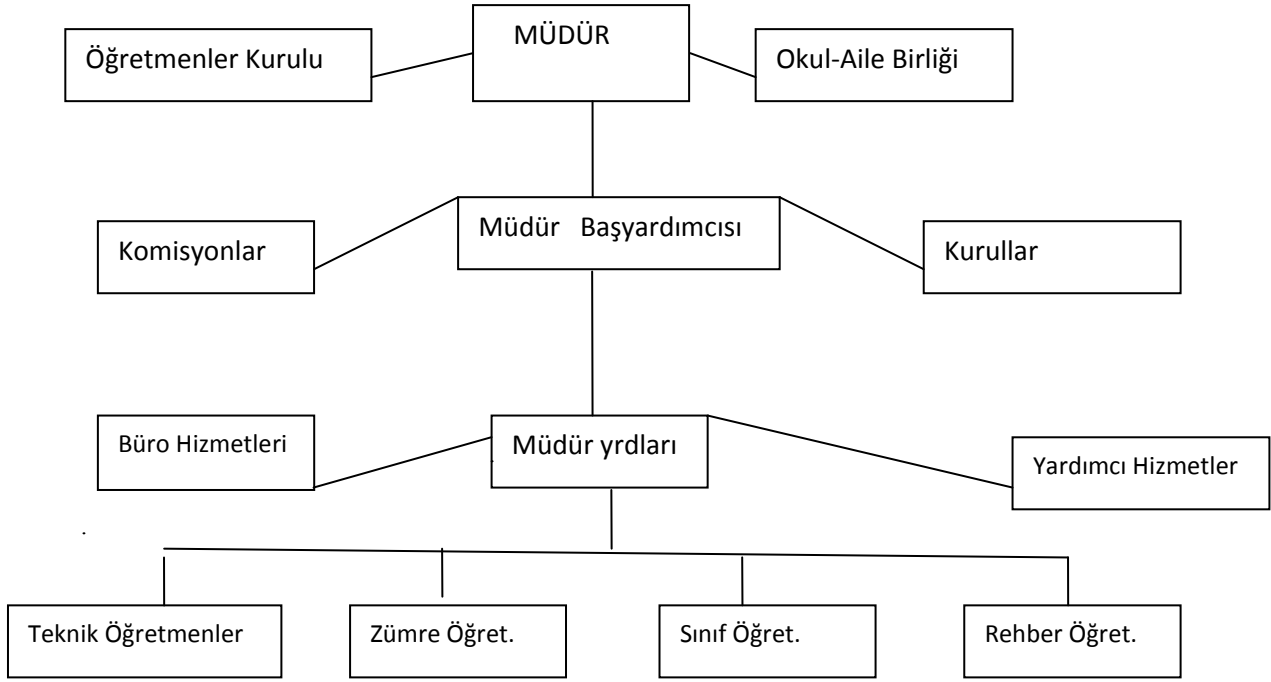 MÜDÜR
Öğretmenler Kurulu
Okul-Aile Birliği
Müdür Başyardımcısı
Komisyonlar
Kurullar
Büro Hizmetleri
Müdür yrdları
Yardımcı Hizmetler
Teknik Öğretmenler
Zümre Öğret.
Sınıf Öğret.
Rehber Öğret.